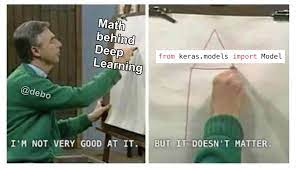 Math
behind
Deep
Learning
@debo
I'M NOT VERY GOOD AT IT.
from keras.models import Model
BUT IT DOESN'T MATTER.